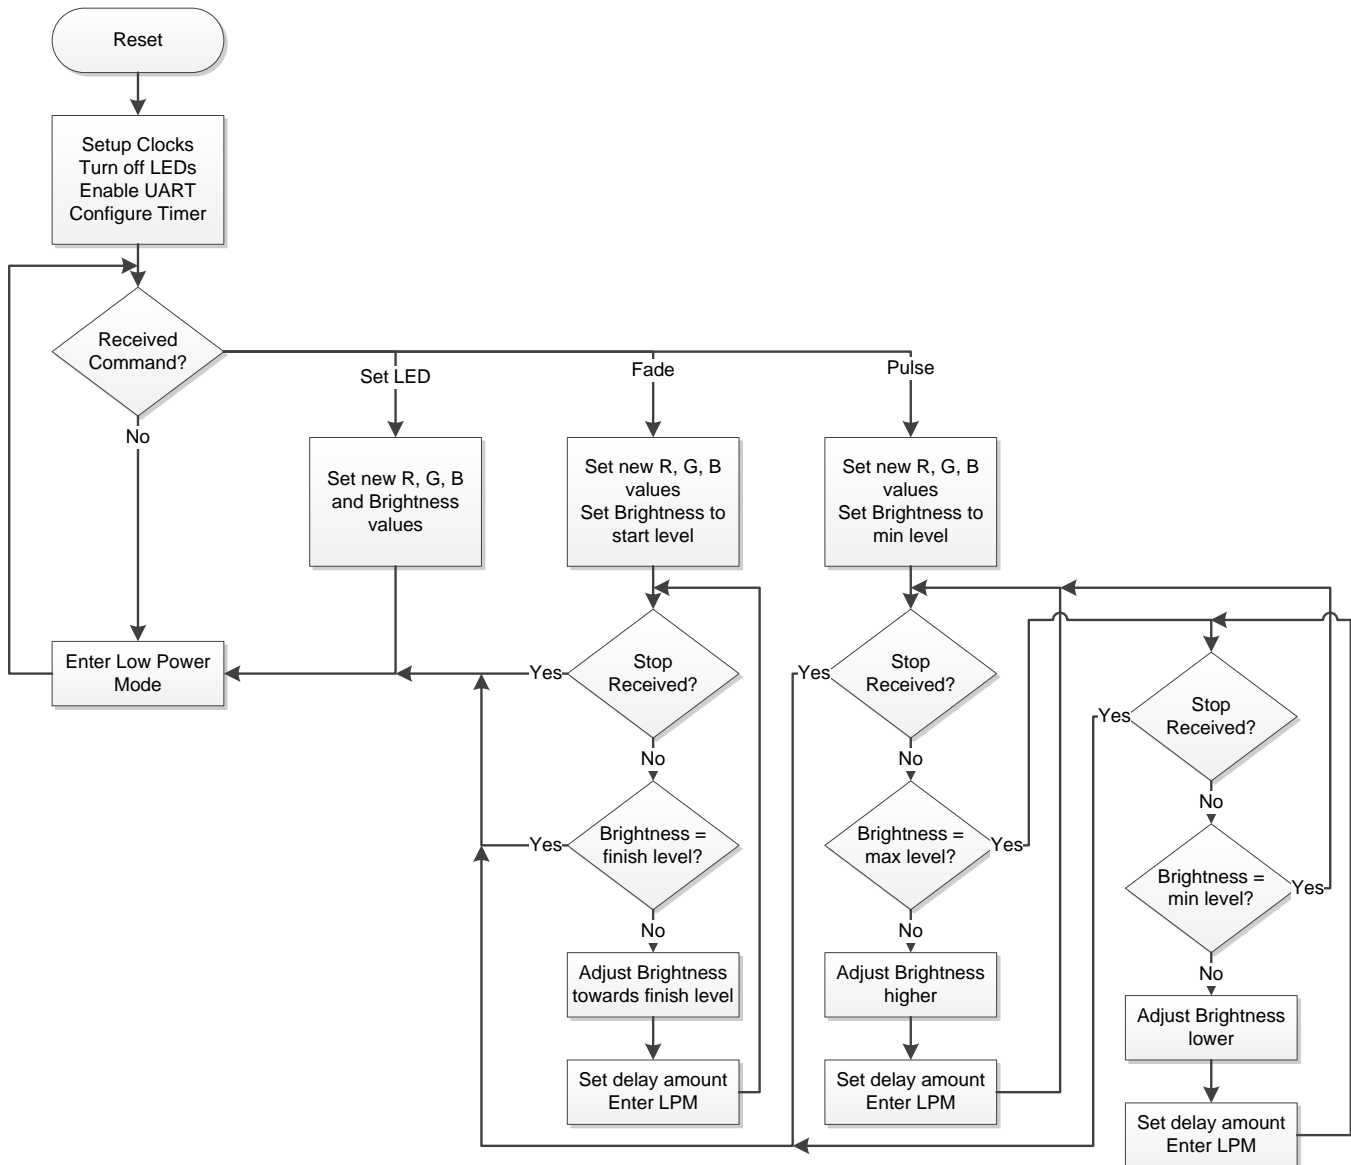 Reset
Setup Clocks
Turn off LEDs
Enable UART
Configure Timer
Received
Command?
No
Set LED
Fade
Pulse
Set new R, G, B
and Brightness
values
Set new R, G, B
values
Set Brightness to
start level
Set new R, G, B
values
Set Brightness to
min level
Enter Low Power
Mode
Yes
Stop
Received?
No
Yes
Brightness =
finish level?
No
Adjust Brightness
towards finish level
Set delay amount
Enter LPM
Yes
Stop
Received?
No
Brightness =
max level?
Yes
No
Adjust Brightness
higher
Set delay amount
Enter LPM
Yes
Stop
Received?
No
Brightness =
min level?
Yes
No
Adjust Brightness
lower
Set delay amount
Enter LPM